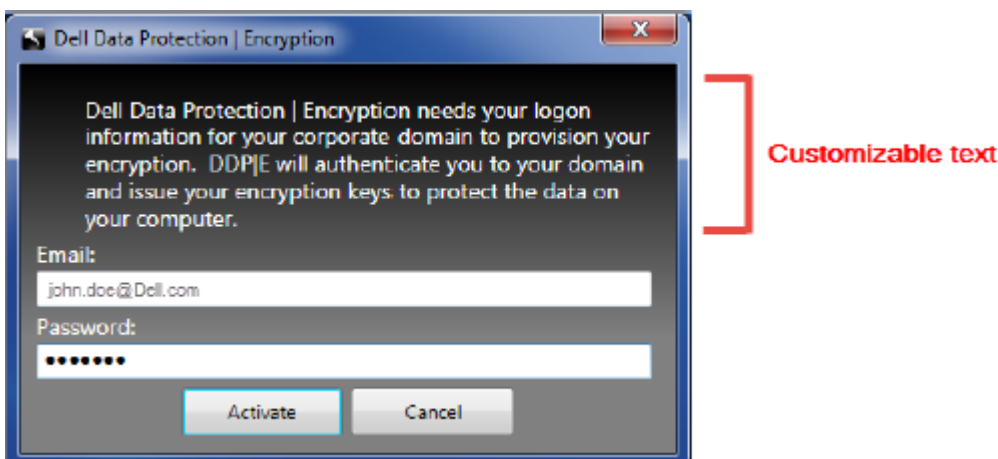 Dell Data Protection | Encryption
Dell Data Protection | Encryption needs your logon
information for your corporate domain to provision your
encryption.  DDP|E will authenticate you to your domain
and issue your encryption keys to protect the data on
your computer.
Customizable text
Email:
john.doe@Dell.com
Password:
•••••••
Activate
Cancel